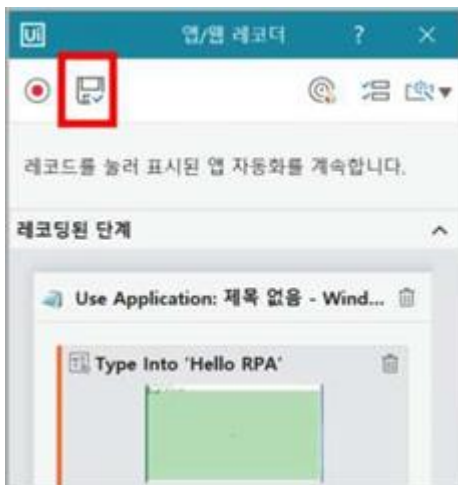 Ui 앱/웹 레코더 ? ×
레코드를 눌러 표시된 앱 자동화를 계속합니다.
레코딩된 단계
Use Application: 제목 없음 - Wind...
Type Into 'Hello RPA'